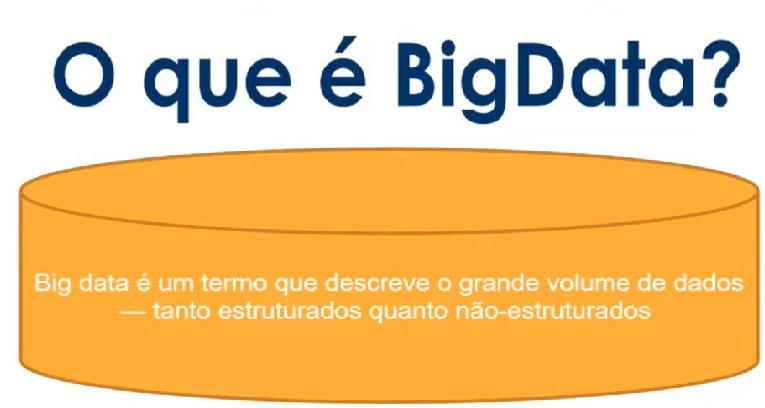 O que é BigData?
Big data é um termo que descreve o grande volume de dados
— tanto estruturados quanto não-estruturados